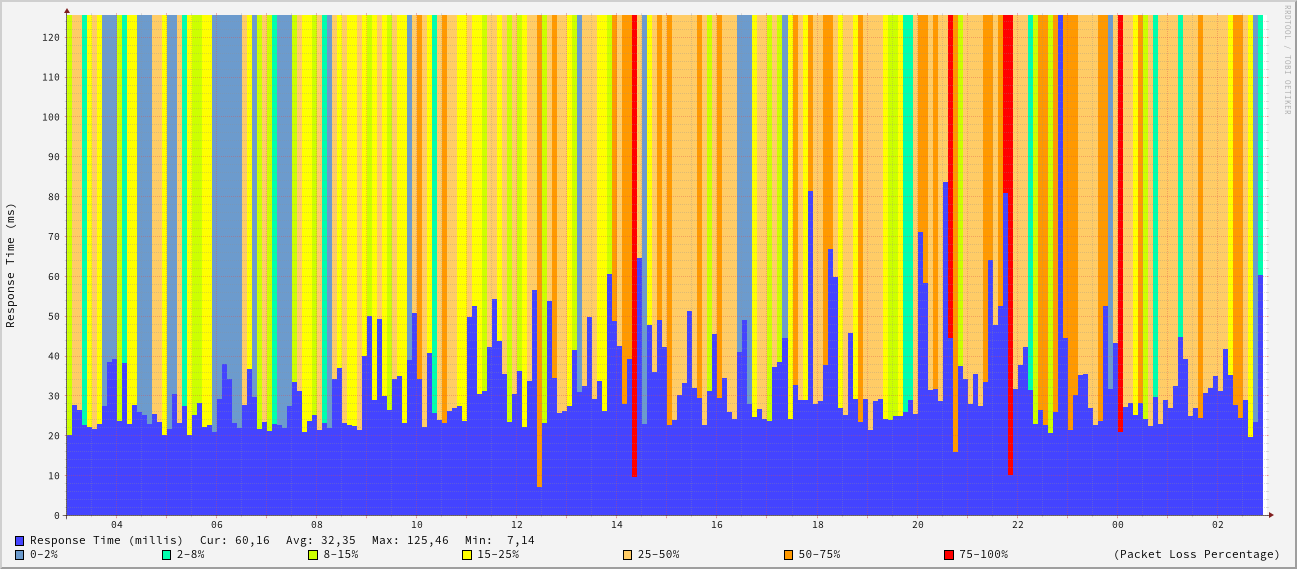 RRDTOOL / TOBI OETIKER
Response Time (ms)
120
110
100
90
80
70
60
50
40
30
20
10
0
04 06 08 10 12 14 16 18 20 22 00 02
Response Time (millis) Cur: 60,16 Avg: 32,35 Max: 125,46 Min: 7,14
0-2% 2-8% 8-15% 15-25% 25-50% 50-75% 75-100% (Packet Loss Percentage)